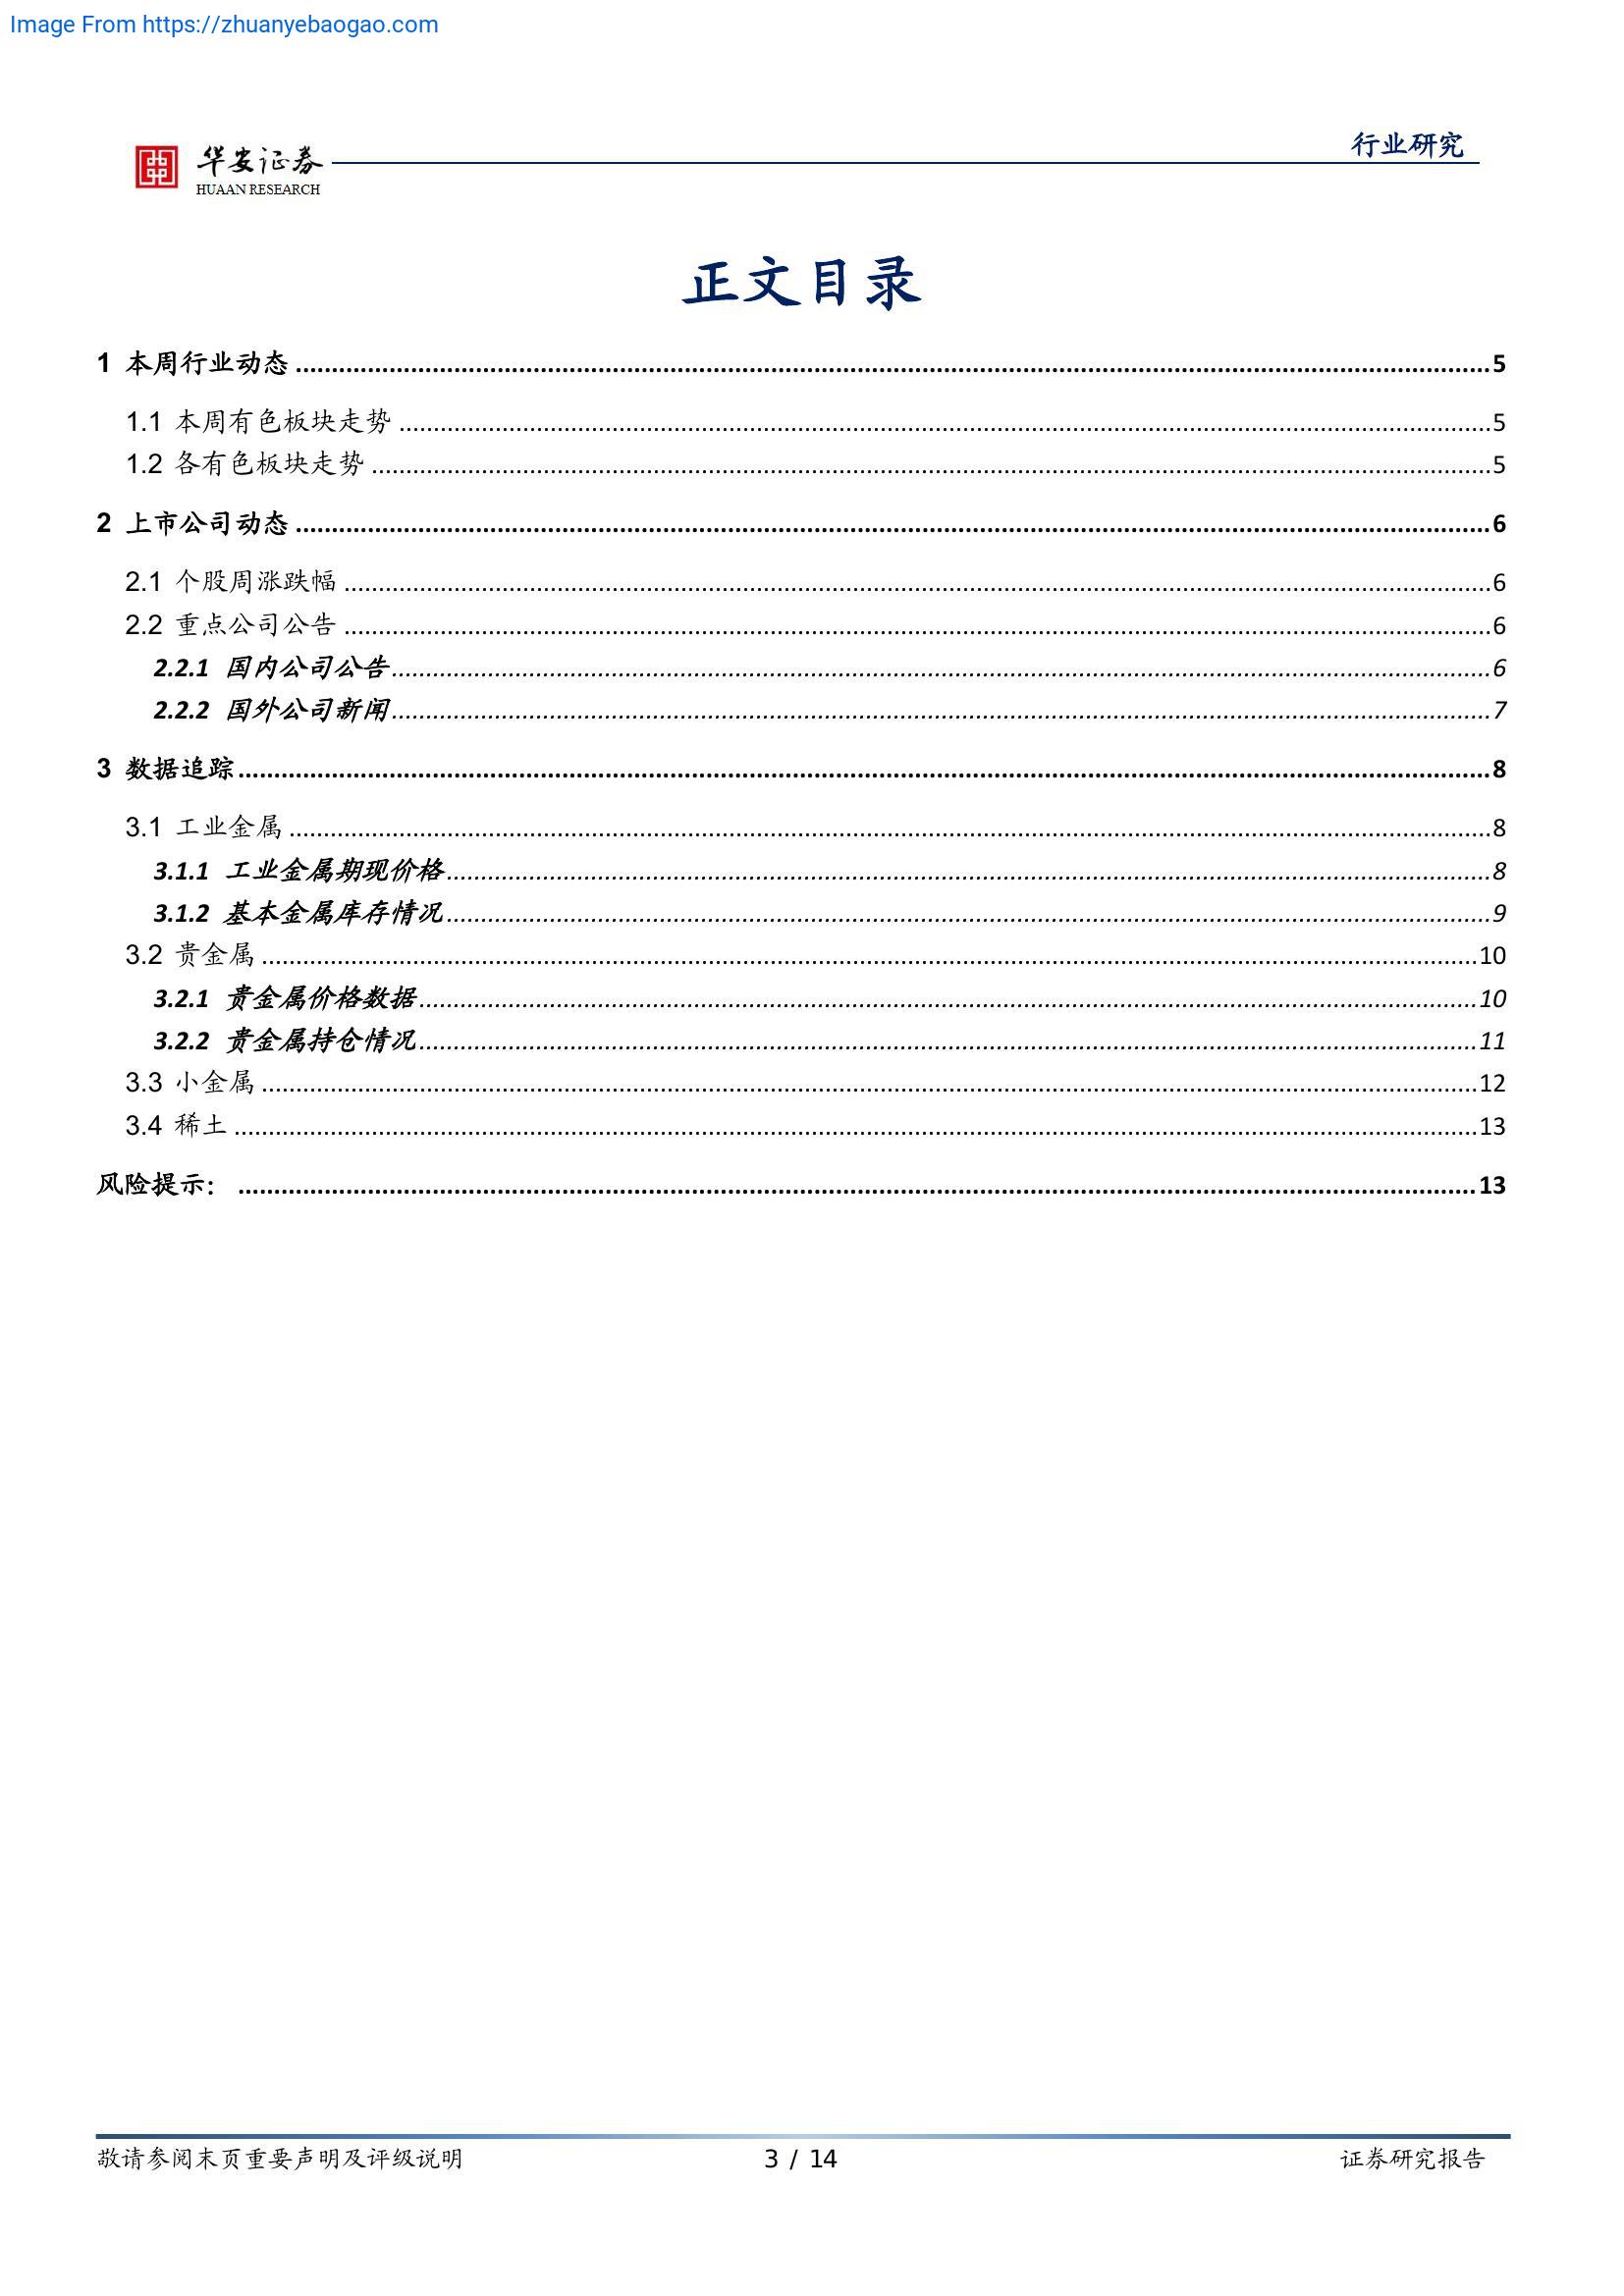 Image From https://zhuanyebaogao.com
华安证券
HUAAN RESEARCH
行业研究
正文目录
1 本周行业动态 5
1.1 本周有色板块走势 5
1.2 各有色板块走势 5
2 上市公司动态 6
2.1 个股周涨跌幅 6
2.2 重点公司公告 6
2.2.1 国内公司公告 6
2.2.2 国外公司新闻 7
3 数据追踪 8
3.1 工业金属 8
3.1.1 工业金属期现价格 8
3.1.2 基本金属库存情况 9
3.2 贵金属 10
3.2.1 贵金属价格数据 10
3.2.2 贵金属持仓情况 11
3.3 小金属 12
3.4 稀土 13
风险提示: 13
敬请参阅末页重要声明及评级说明
3 / 14
证券研究报告